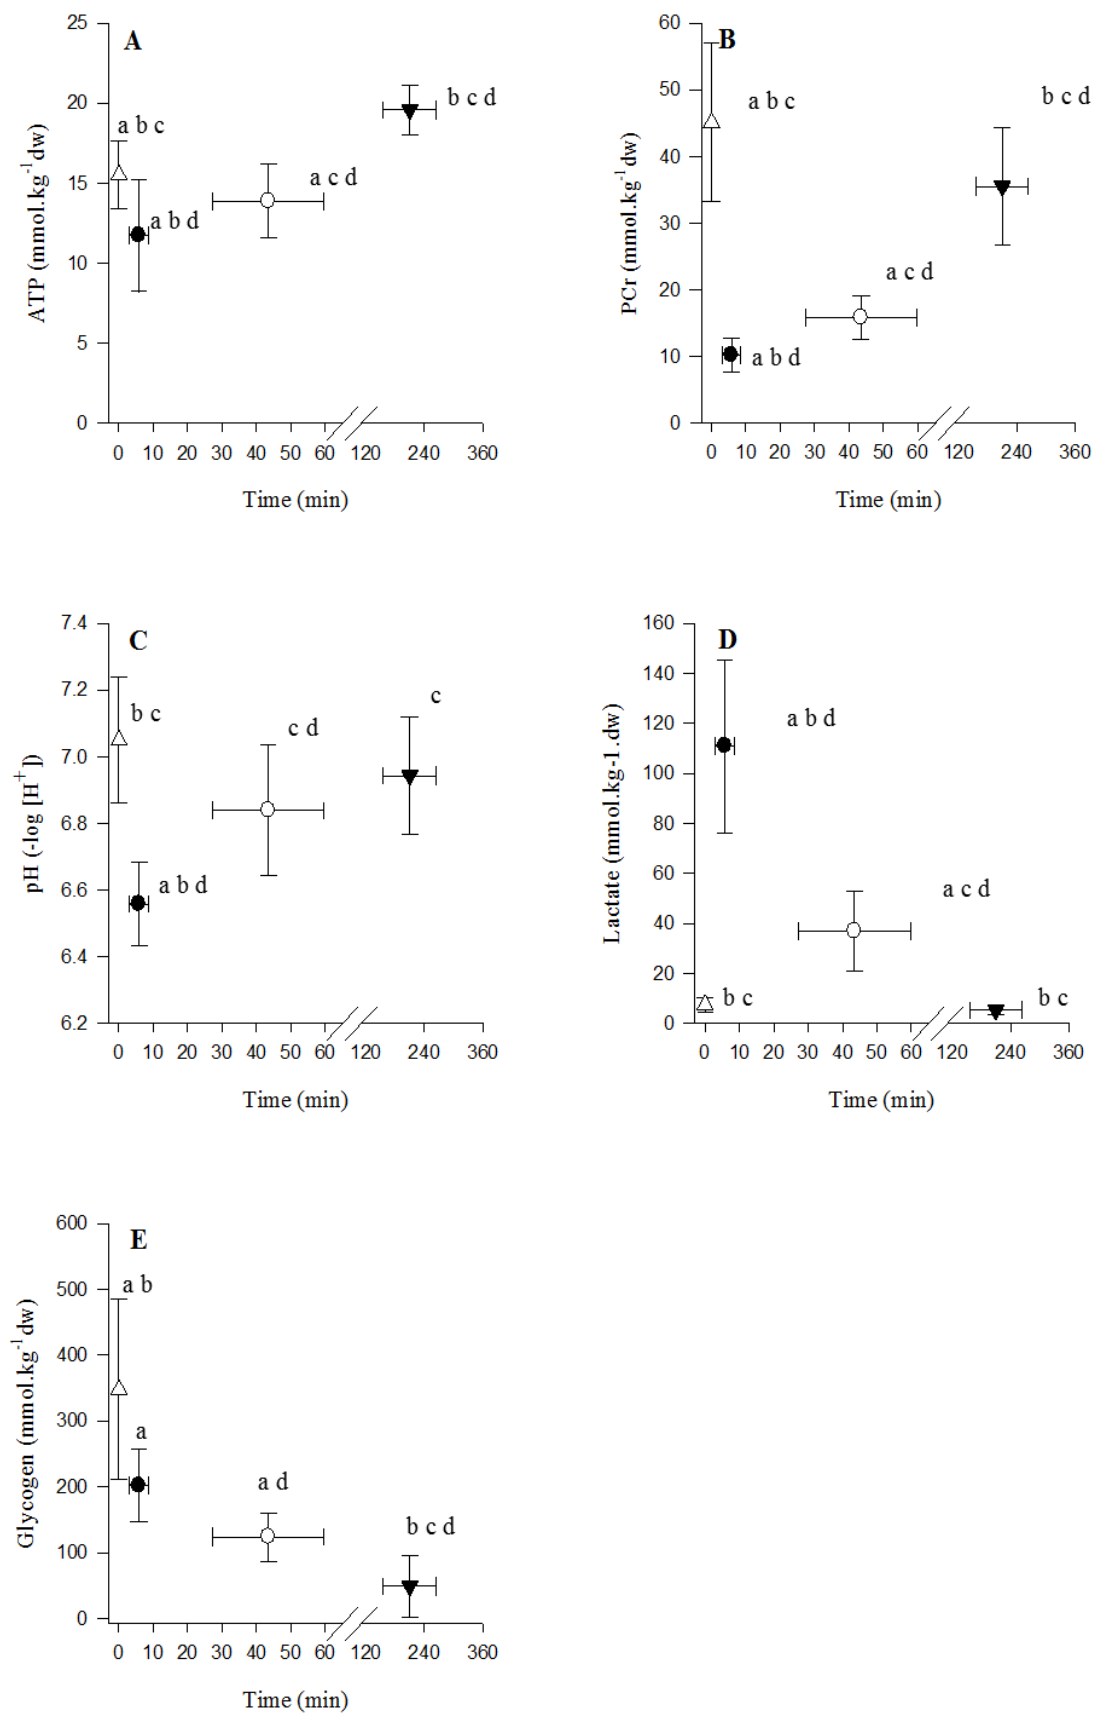 A
ATP (mmol.kg⁻¹dw)
25
20
15
10
5
0
a b c
a b d
a c d
b c d
0 10 20 30 40 50 60 120 240 360
Time (min)
B
PCr (mmol.kg⁻¹dw)
60
50
40
30
20
10
0
a b c
a b d
a c d
b c d
0 10 20 30 40 50 60 120 240 360
Time (min)
C
pH (-log [H⁺])
7.4
7.2
7.0
6.8
6.6
6.4
6.2
b c
a b d
c d
c
0 10 20 30 40 50 60 120 240 360
Time (min)
D
Lactate (mmol.kg-1.dw)
160
140
120
100
80
60
40
20
0
b c
a b d
a c d
b c
0 10 20 30 40 50 60 120 240 360
Time (min)
E
Glycogen (mmol.kg⁻¹dw)
600
500
400
300
200
100
0
a b
a
a d
b c d
0 10 20 30 40 50 60 120 240 360
Time (min)